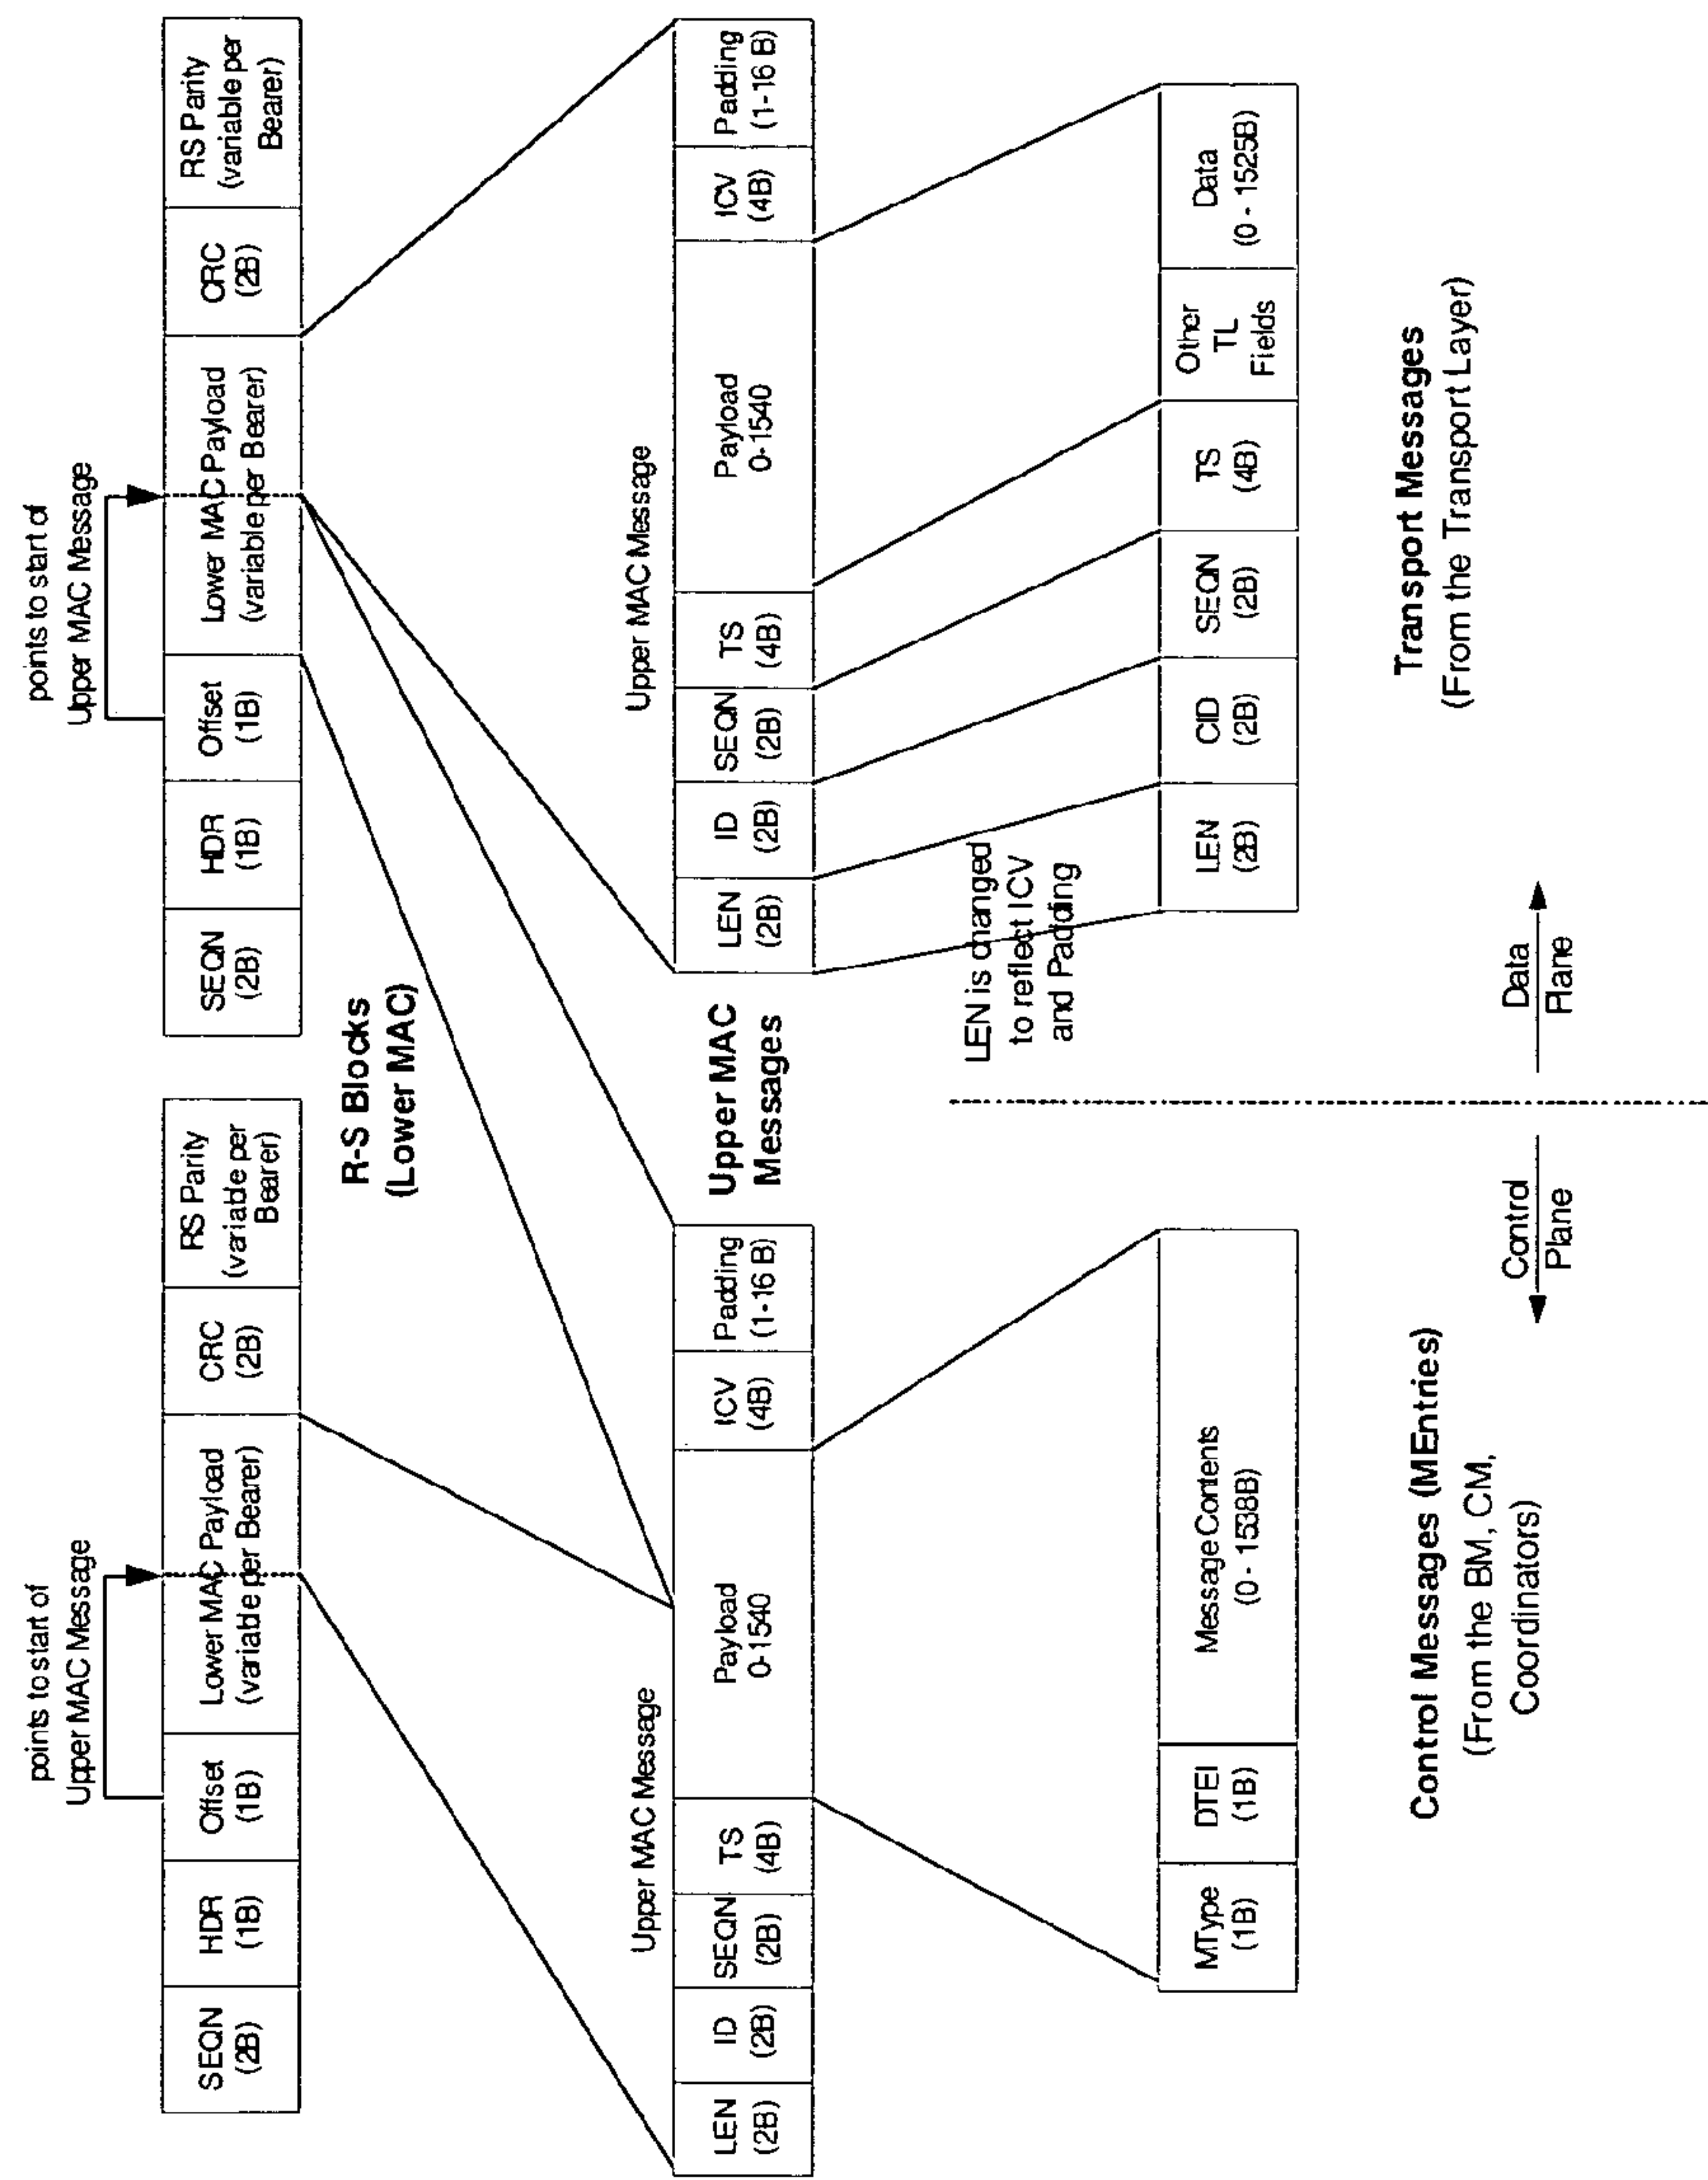 points to start of
Upper MAC Message
SEQN
(2B)
HDR
(1B)
Offset
(1B)
Lower MAC Payload
(variable per Bearer)
CRC
(2B)
RS Parity
(variable per
Bearer)
points to start of
Upper MAC Message
SEQN
(2B)
HDR
(1B)
Offset
(1B)
Lower MAC Payload
(variable per Bearer)
CRC
(2B)
RS Parity
(variable per
Bearer)
R-S Blocks
(Lower MAC)
Upper MAC Message
LEN
(2B)
ID
(2B)
SEQN
(2B)
TS
(4B)
Payload
0-1540
ICV
(4B)
Padding
(1-16 B)
Upper MAC
Messages
Upper MAC Message
LEN
(2B)
ID
(2B)
SEQN
(2B)
TS
(4B)
Payload
0-1540
ICV
(4B)
Padding
(1-16 B)
LEN is changed
to reflect ICV
and Padding
MType
(1B)
DTEI
(1B)
Message Contents
(0 - 1538B)
LEN
(2B)
CID
(2B)
SEQN
(2B)
TS
(4B)
Other
TL
Fields
Data
(0 - 1525B)
Control Messages (MEntries)
(From the BM, CM,
Coordinators)
Transport Messages
(From the Transport Layer)
Control
Plane
Data
Plane